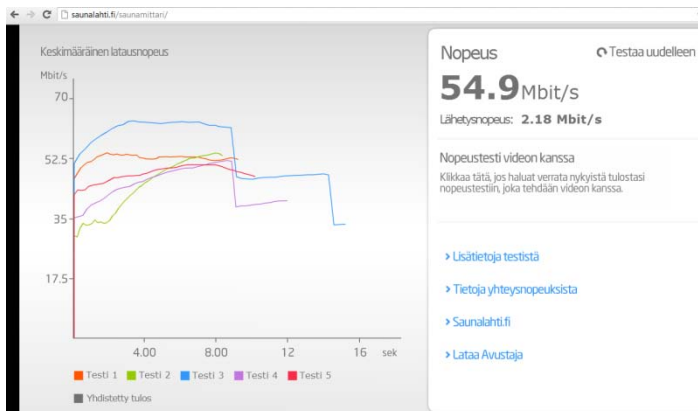 saunalahti.fi/saunamittari/
Keskimääräinen latausnopeus
Mbit/s
70
52.5
35
17.5
4.00
8.00
12
16
sek
Testi 1
Testi 2
Testi 3
Testi 4
Testi 5
Yhdistetty tulos
Nopeus
Testaa uudelleen
54.9 Mbit/s
Lähetysnopeus: 2.18 Mbit/s
Nopeustesti videon kanssa
Klikkaa tätä, jos haluat verrata nykyistä tulostasi
nopeustestiin, joka tehdään videon kanssa.
Lisätietoja testistä
Tietoja yhteysnopeuksista
Saunalahti.fi
Lataa Avustaja